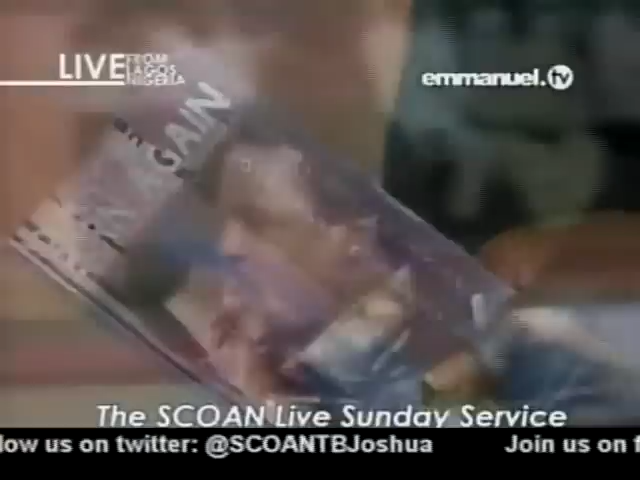 LIVE FROM
LAGOS
NIGERIA
emmanuel.tv
AGAIN
The SCOAN Live Sunday Service
low us on twitter: @SCOANTBJoshua Join us on f